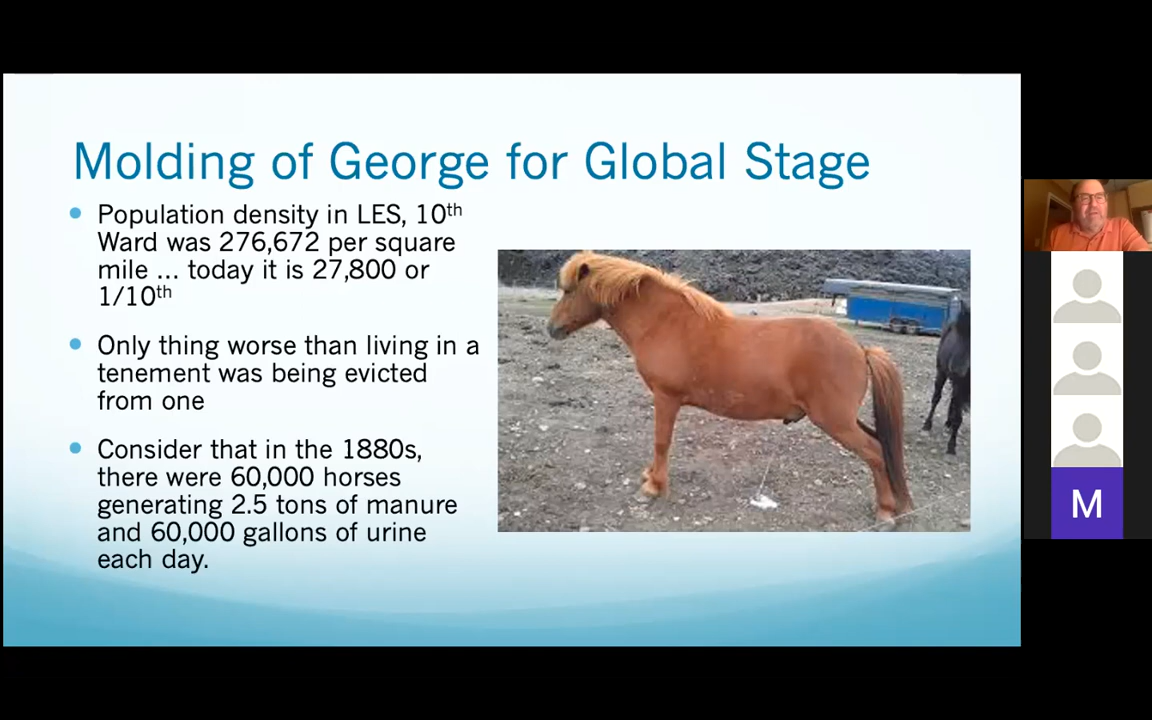 Molding of George for Global Stage
Population density in LES, 10th
Ward was 276,672 per square
mile ... today it is 27,800 or
1/10th
Only thing worse than living in a
tenement was being evicted
from one
Consider that in the 1880s,
there were 60,000 horses
generating 2.5 tons of manure
and 60,000 gallons of urine
each day.
M